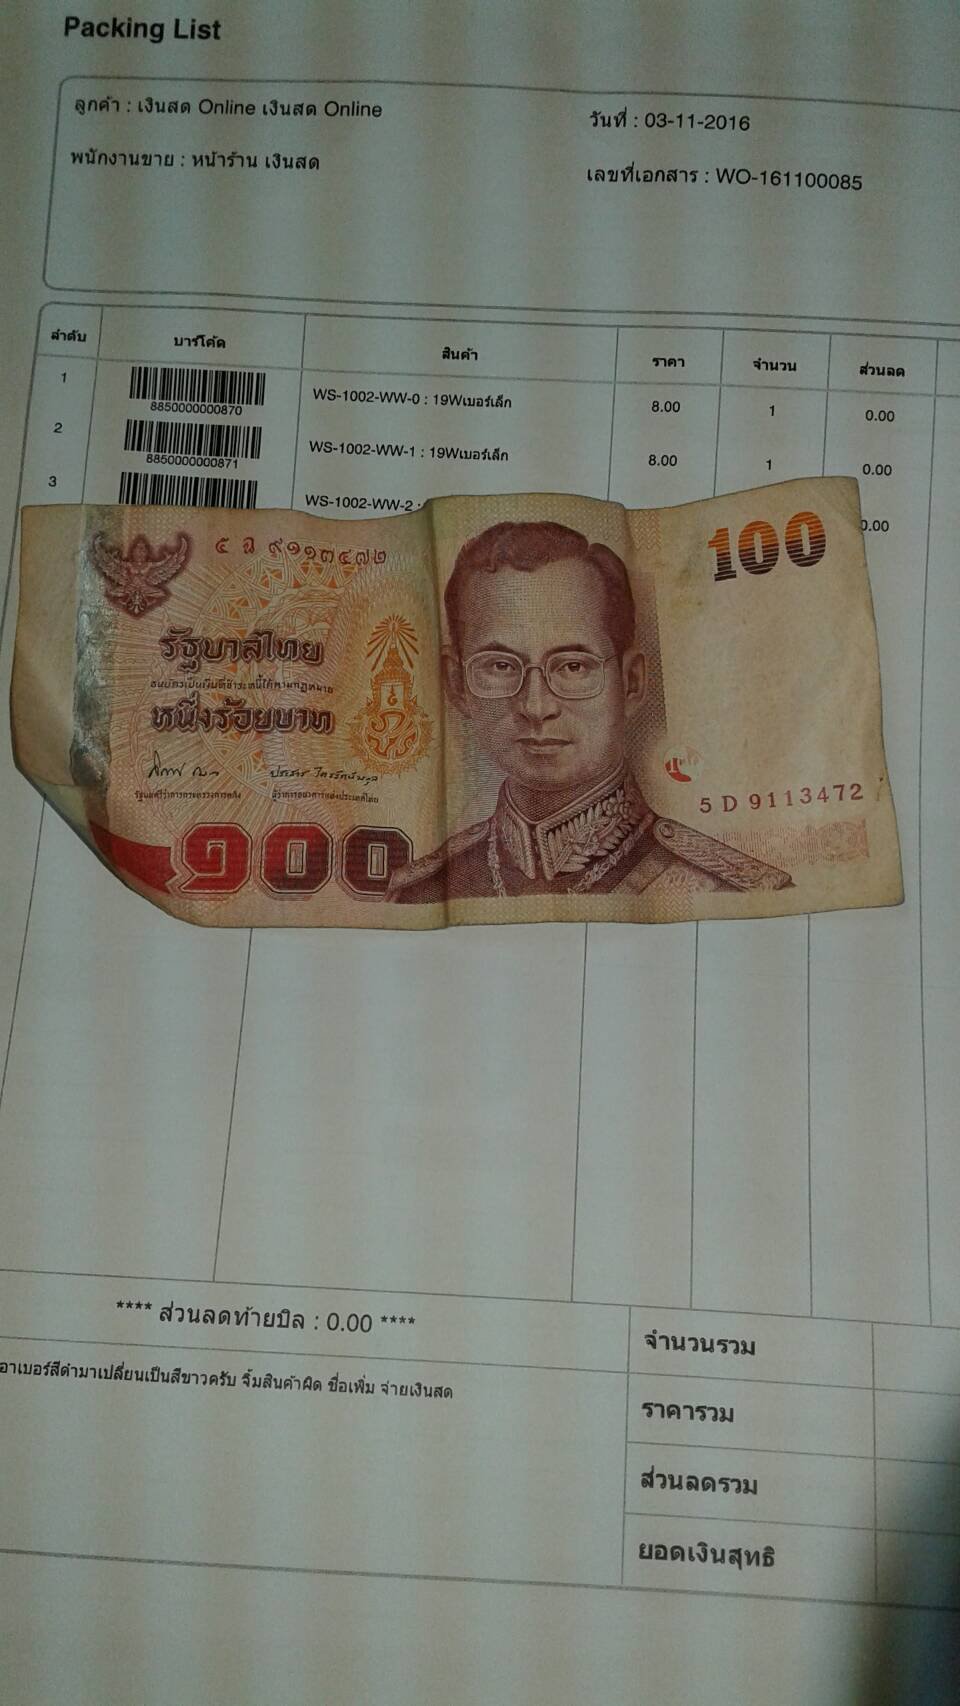 Packing List
ลูกค้า : เงินสด Online เงินสด Online
วันที่ : 03-11-2016
พนักงานขาย : หน้าร้าน เงินสด
เลขที่เอกสาร : WO-161100085
ลำดับ บาร์โค้ด สินค้า ราคา จำนวน ส่วนลด
1 8850000000870 WS-1002-WW-0 : 19Wเบอร์เล็ก 8.00 1 0.00
2 8850000000871 WS-1002-WW-1 : 19Wเบอร์เล็ก 8.00 1 0.00
3 WS-1002-WW-2 : 0.00
๕ ฉ ๙๑๑๓๔๗๒
100
รัฐบาลไทย
ธนบัตรเป็นเงินที่ชำระหนี้ได้ตามกฎหมาย
หนึ่งร้อยบาท
รัฐมนตรีว่าการกระทรวงการคลัง ผู้ว่าการธนาคารแห่งประเทศไทย
5 D 9113472
๑๐๐
**** ส่วนลดท้ายบิล : 0.00 ****
จำนวนรวม
อาเบอร์สีดำมาเปลี่ยนเป็นสีขาวครับ จิ้มสินค้าผิด ซื่อเพิ่ม จ่ายเงินสด
ราคารวม
ส่วนลดรวม
ยอดเงินสุทธิ